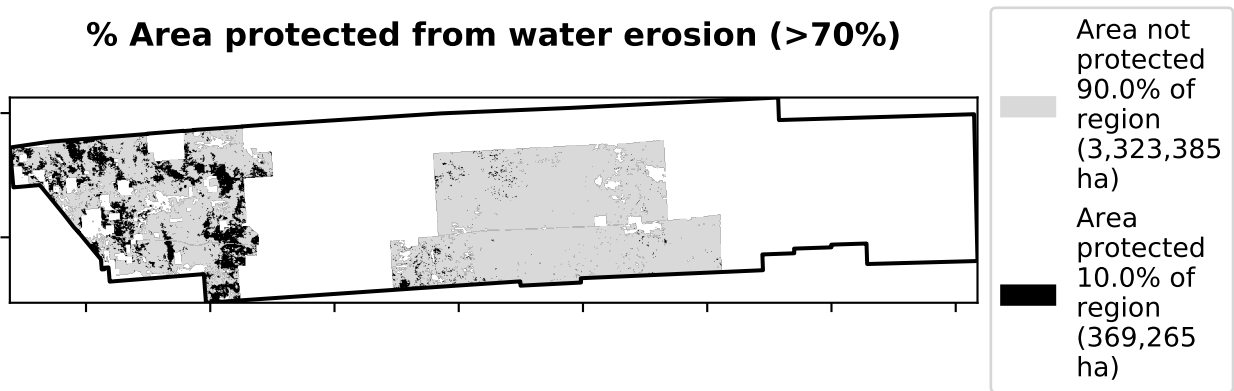 % Area protected from water erosion (>70%)
Area not
protected
90.0% of
region
(3,323,385
ha)
Area
protected
10.0% of
region
(369,265
ha)